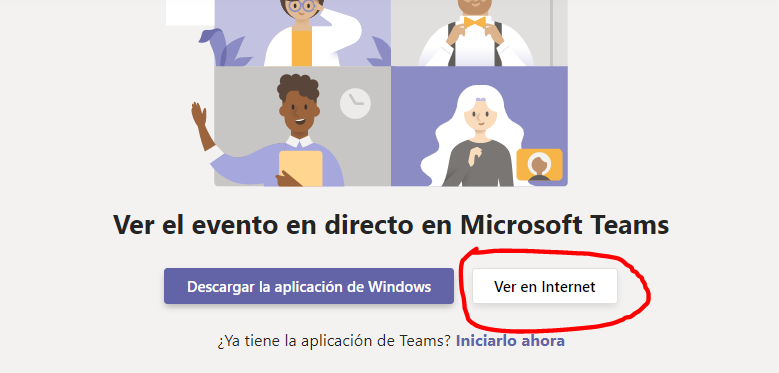 Ver el evento en directo en Microsoft Teams
Descargar la aplicación de Windows
Ver en Internet
¿Ya tiene la aplicación de Teams? Iniciarlo ahora